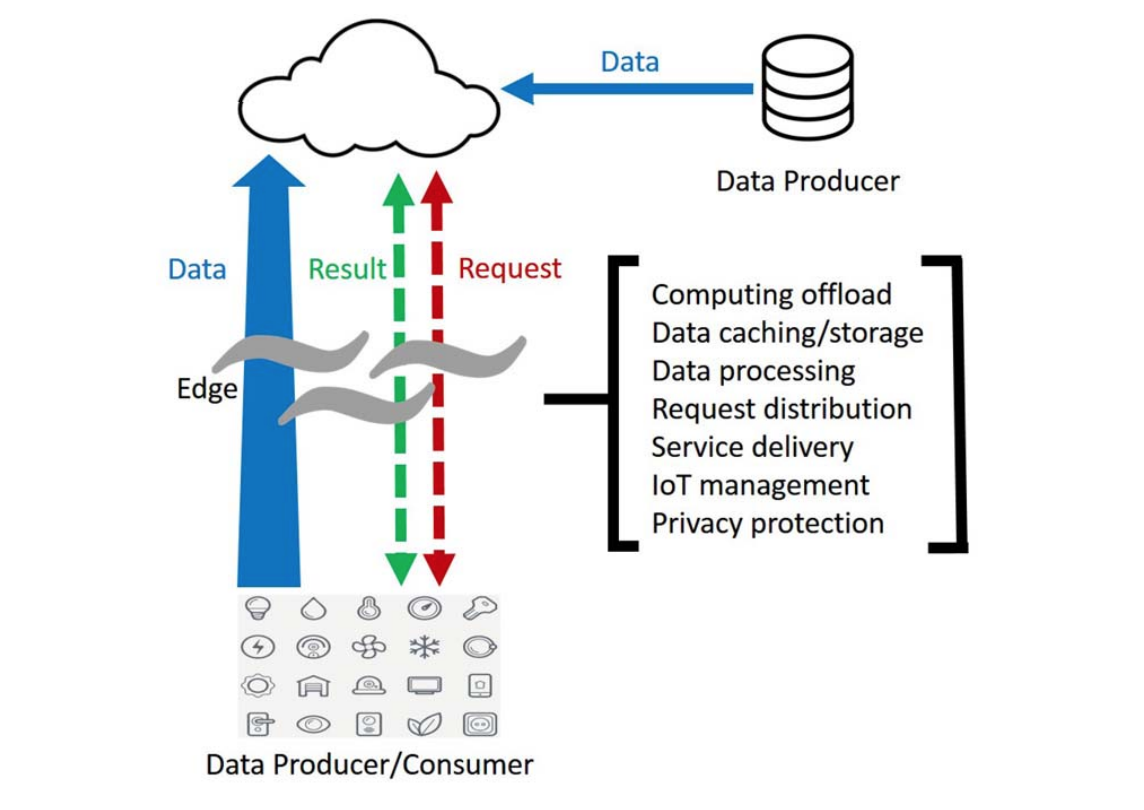 Data
Data Producer
Data
Result
Request
Edge
Computing offload
Data caching/storage
Data processing
Request distribution
Service delivery
IoT management
Privacy protection
Data Producer/Consumer